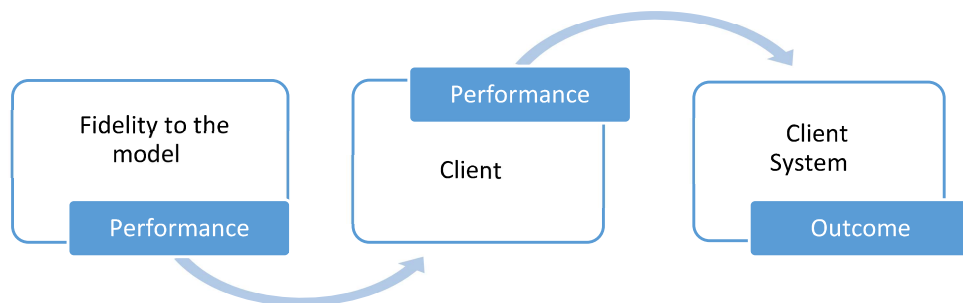 Fidelity to the
model
Performance
Performance
Client
Client
System
Outcome